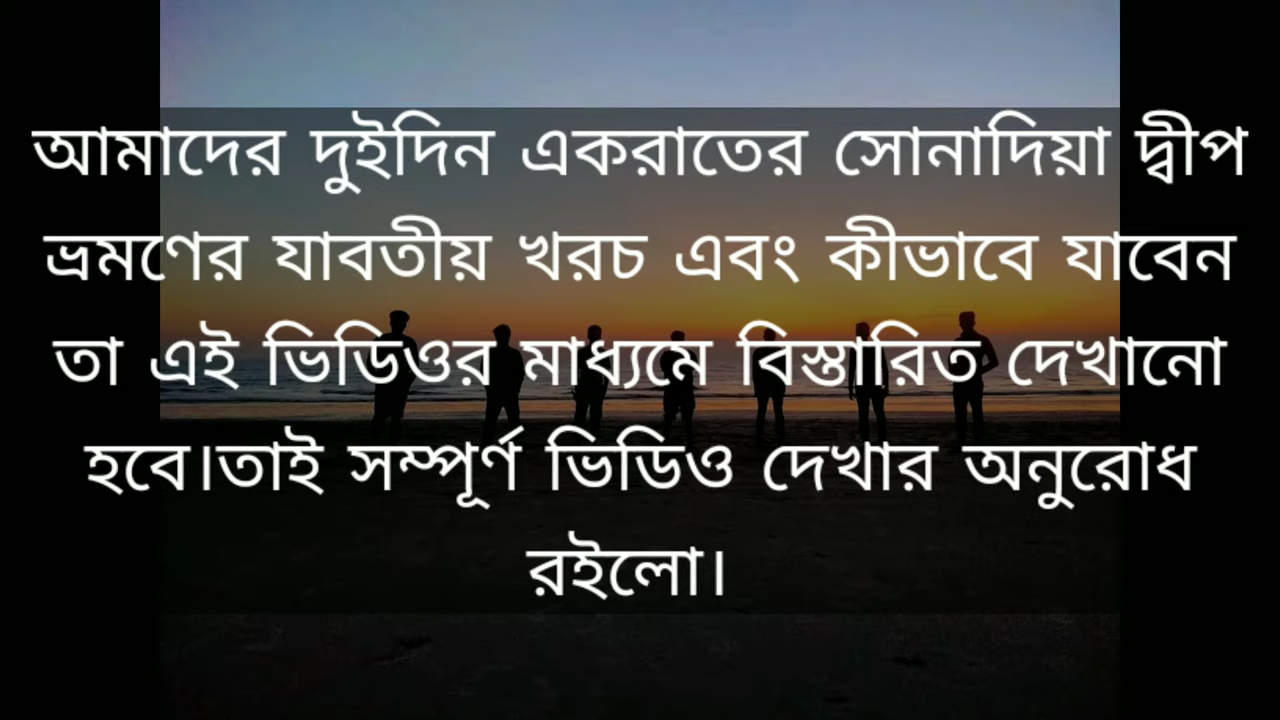 আমাদের দুইদিন একরাতের সোনাদিয়া দ্বীপ
ভ্রমণের যাবতীয় খরচ এবং কীভাবে যাবেন
তা এই ভিডিওর মাধ্যমে বিস্তারিত দেখানো
হবে।তাই সম্পূর্ণ ভিডিও দেখার অনুরোধ
রইলো।